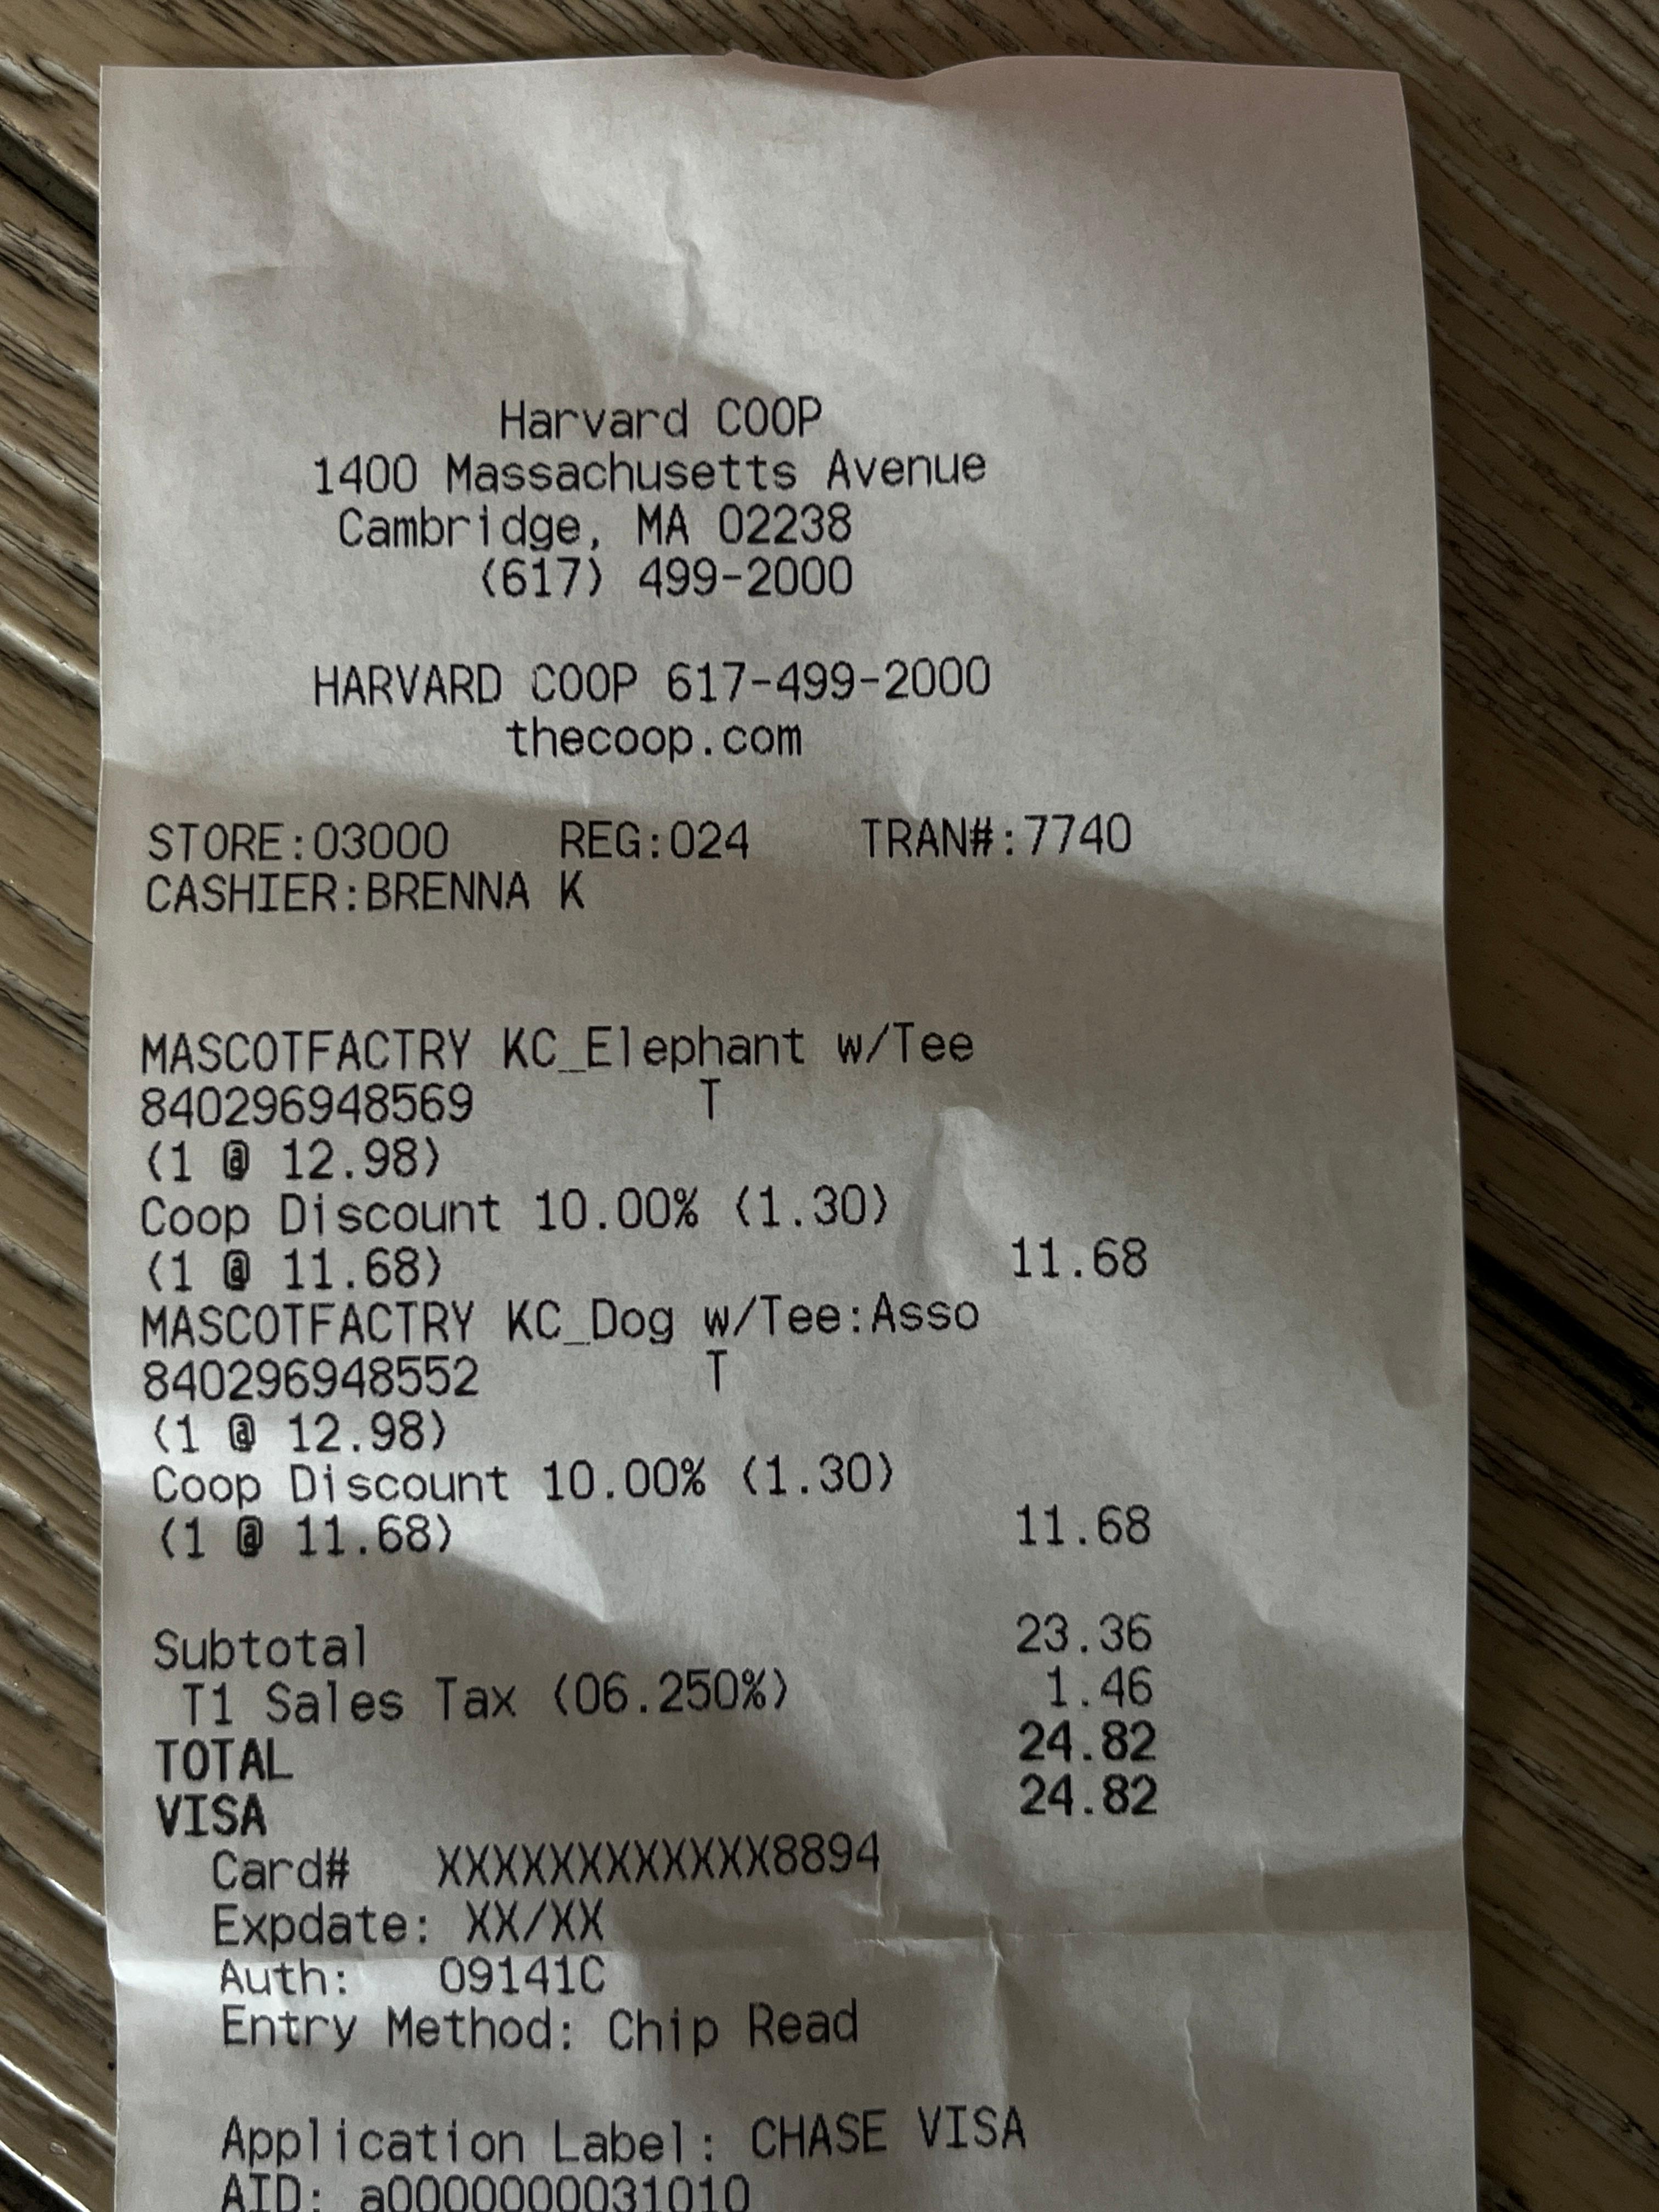 Harvard COOP
1400 Massachusetts Avenue
Cambridge, MA 02238
(617) 499-2000
HARVARD COOP 617-499-2000
thecoop.com
STORE:03000 REG:024 TRAN#:7740
CASHIER:BRENNA K
MASCOTFACTRY KC_Elephant w/Tee
840296948569 T
(1 @ 12.98)
Coop Discount 10.00% (1.30)
(1 @ 11.68) 11.68
MASCOTFACTRY KC_Dog w/Tee:Asso
840296948552 T
(1 @ 12.98)
Coop Discount 10.00% (1.30)
(1 @ 11.68) 11.68
Subtotal 23.36
T1 Sales Tax (06.250%) 1.46
TOTAL 24.82
VISA 24.82
Card# XXXXXXXXXXXX8894
Expdate: XX/XX
Auth: 09141C
Entry Method: Chip Read
Application Label: CHASE VISA
AID: a0000000031010